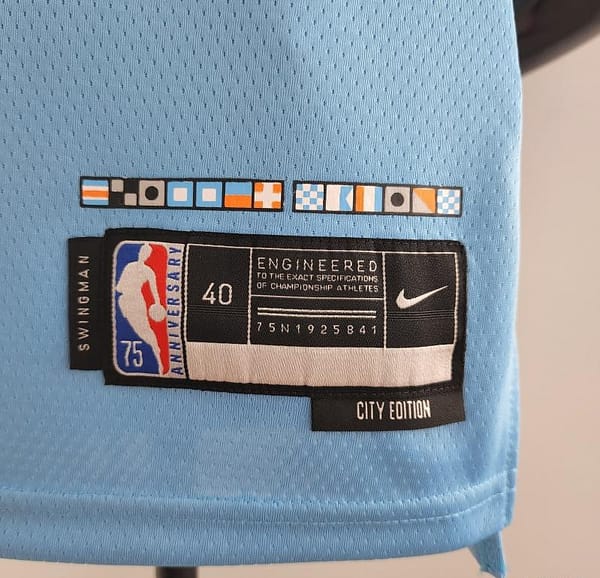 SWINGMAN
75
ANNIVERSARY
40
ENGINEERED
TO THE EXACT SPECIFICATIONS
OF CHAMPIONSHIP ATHLETES
75N1925841
CITY EDITION